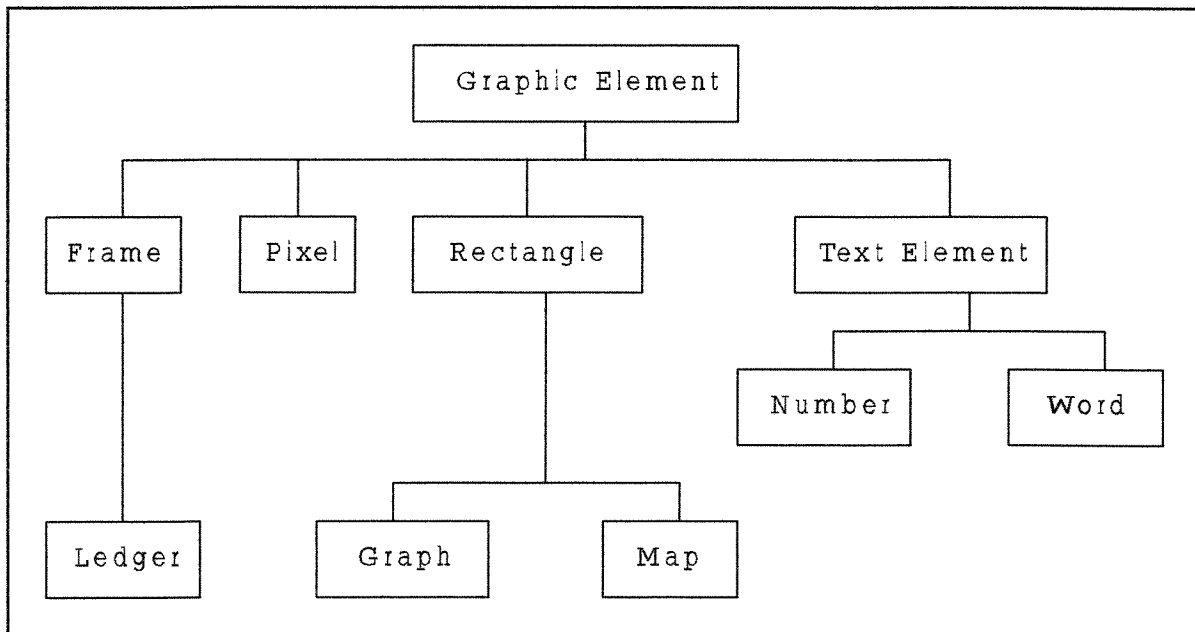 Graphic Element
Frame
Pixel
Rectangle
Text Element
Number
Word
Ledger
Graph
Map